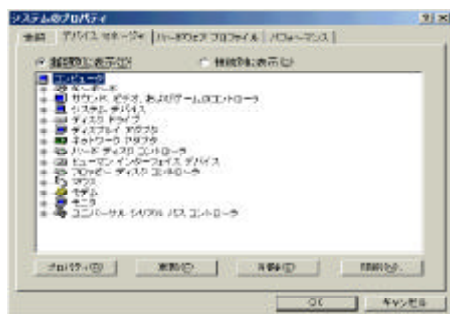 システムのプロパティ
全般 デバイス マネージャ ハードウェア プロファイル パフォーマンス
種類別に表示(T) 接続別に表示(C)
コンピュータ
キーボード
サウンド、ビデオ、およびゲームのコントローラ
システム デバイス
ディスク ドライブ
ディスプレイ アダプタ
ネットワーク アダプタ
ハード ディスク コントローラ
ヒューマン インターフェイス デバイス
フロッピー ディスク コントローラ
マウス
モデム
モニタ
ユニバーサル シリアル バス コントローラ
プロパティ(R) 更新(F) 削除(E) 印刷(N)...
OK キャンセル